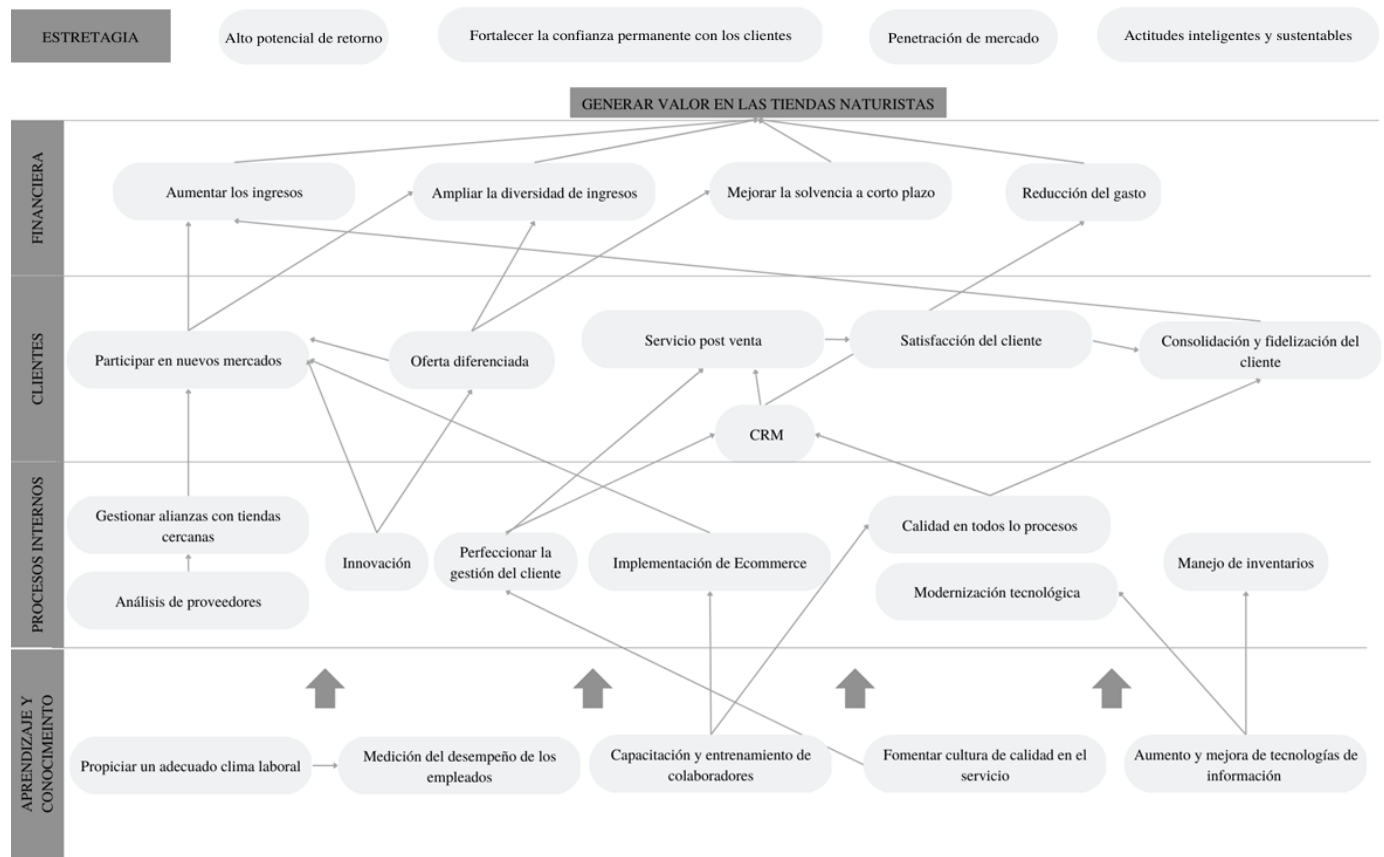 ESTRETAGIA
Alto potencial de retorno
Fortalecer la confianza permanente con los clientes
Penetración de mercado
Actitudes inteligentes y sustentables
GENERAR VALOR EN LAS TIENDAS NATURISTAS
FINANCIERA
Aumentar los ingresos
Ampliar la diversidad de ingresos
Mejorar la solvencia a corto plazo
Reducción del gasto
CLIENTES
Participar en nuevos mercados
Oferta diferenciada
Servicio post venta
Satisfacción del cliente
Consolidación y fidelización del
cliente
CRM
PROCESOS INTERNOS
Gestionar alianzas con tiendas
cercanas
Análisis de proveedores
Innovación
Perfeccionar la
gestión del cliente
Implementación de Ecommerce
Calidad en todos lo procesos
Modernización tecnológica
Manejo de inventarios
APRENDIZAJE Y
CONOCIMEINTO
Propiciar un adecuado clima laboral
Medición del desempeño de los
empleados
Capacitación y entrenamiento de
colaboradores
Fomentar cultura de calidad en el
servicio
Aumento y mejora de tecnologías de
información